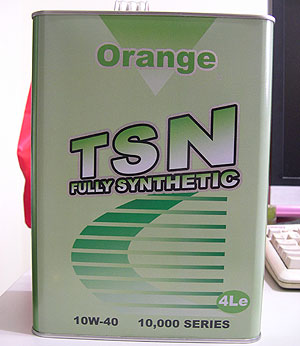 Orange
TSN
FULLY SYNTHETIC
4Le
10W-40 10,000 SERIES